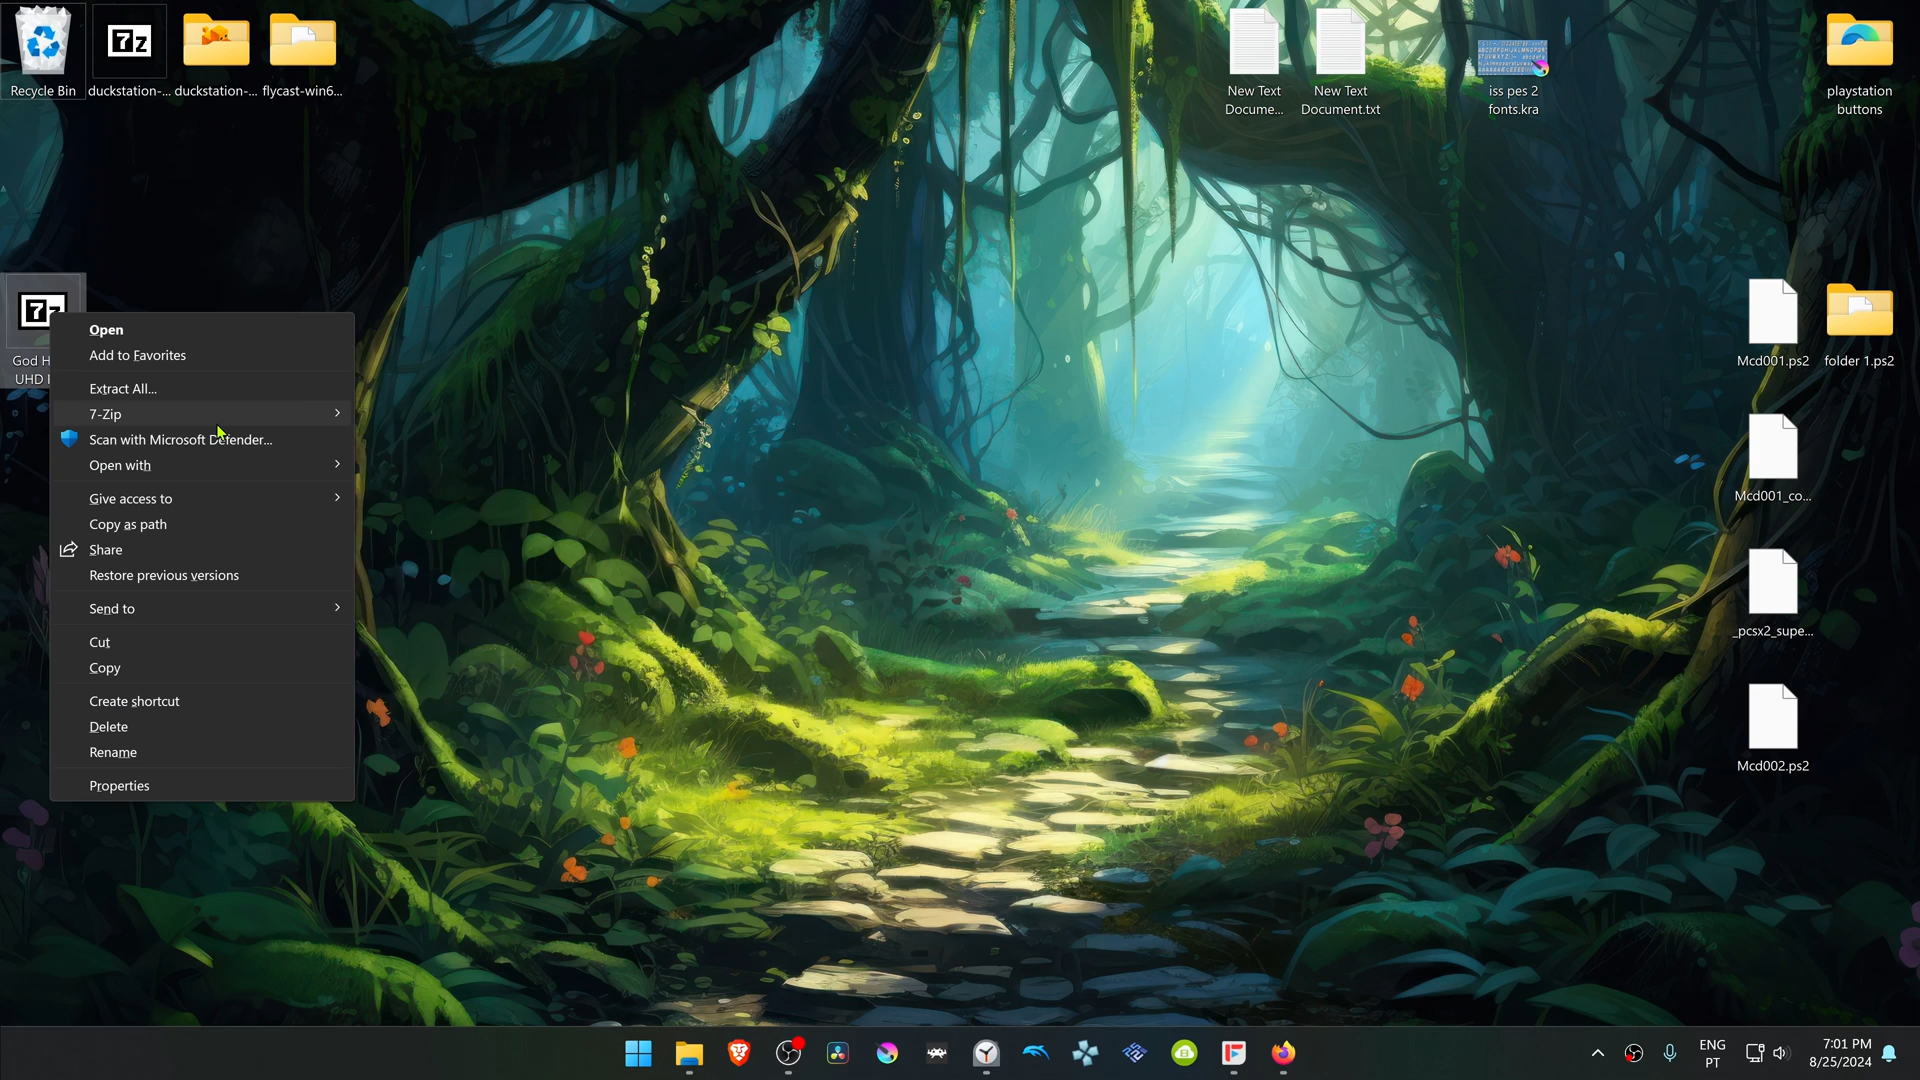 Recycle Bin
duckstation-...
duckstation-...
flycast-win6...
New Text
Docume...
New Text
Document.txt
iss pes 2
fonts.kra
playstation
buttons
7z
God H
UHD
Open
Add to Favorites
Extract All...
7-Zip
Scan with Microsoft Defender...
Open with
Give access to
Copy as path
Share
Restore previous versions
Send to
Cut
Copy
Create shortcut
Delete
Rename
Properties
Mcd001.ps2
folder 1.ps2
Mcd001_co...
_pcsx2_supe...
Mcd002.ps2
ENG
PT
7:01 PM
8/25/2024